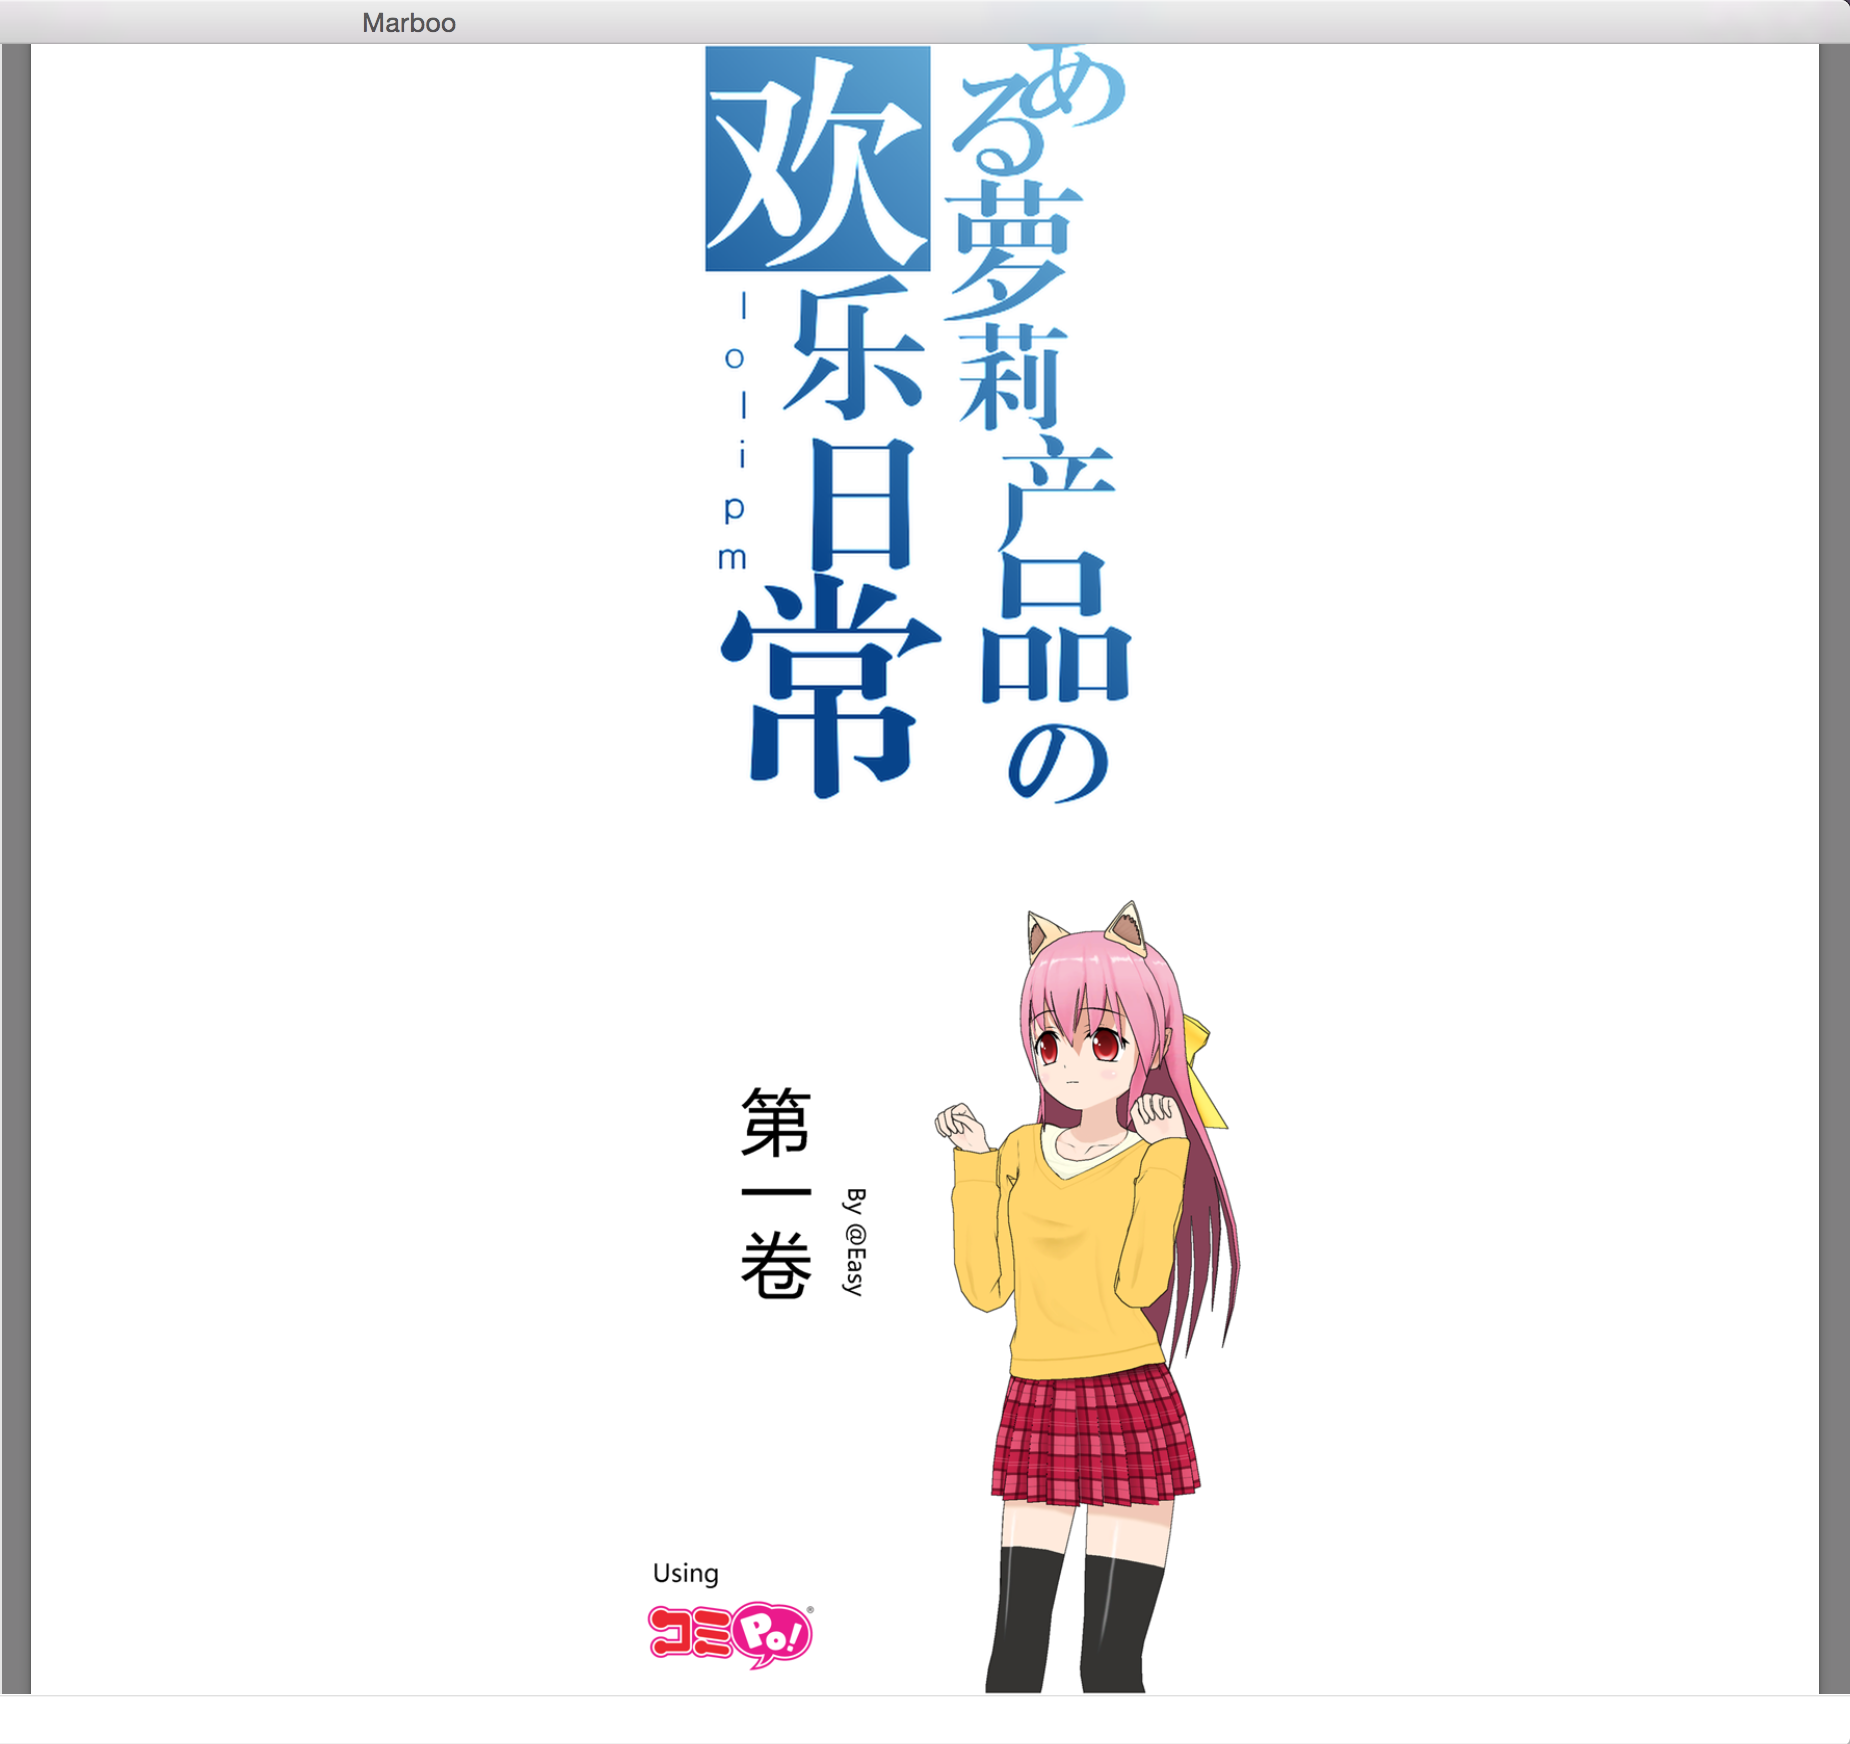 Marboo
ある萝莉产品の
欢乐日常
lolipm
By @Easy
第一卷
Using
コミPo!®